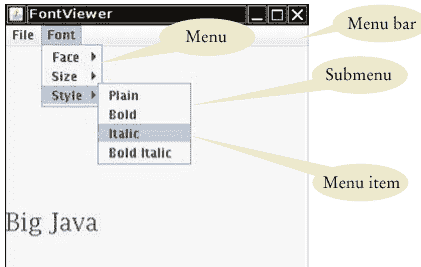 FontViewer
File Font
Menu
Menu bar
Face
Size
Style
Submenu
Plain
Bold
Italic
Bold Italic
Menu item
Big Java